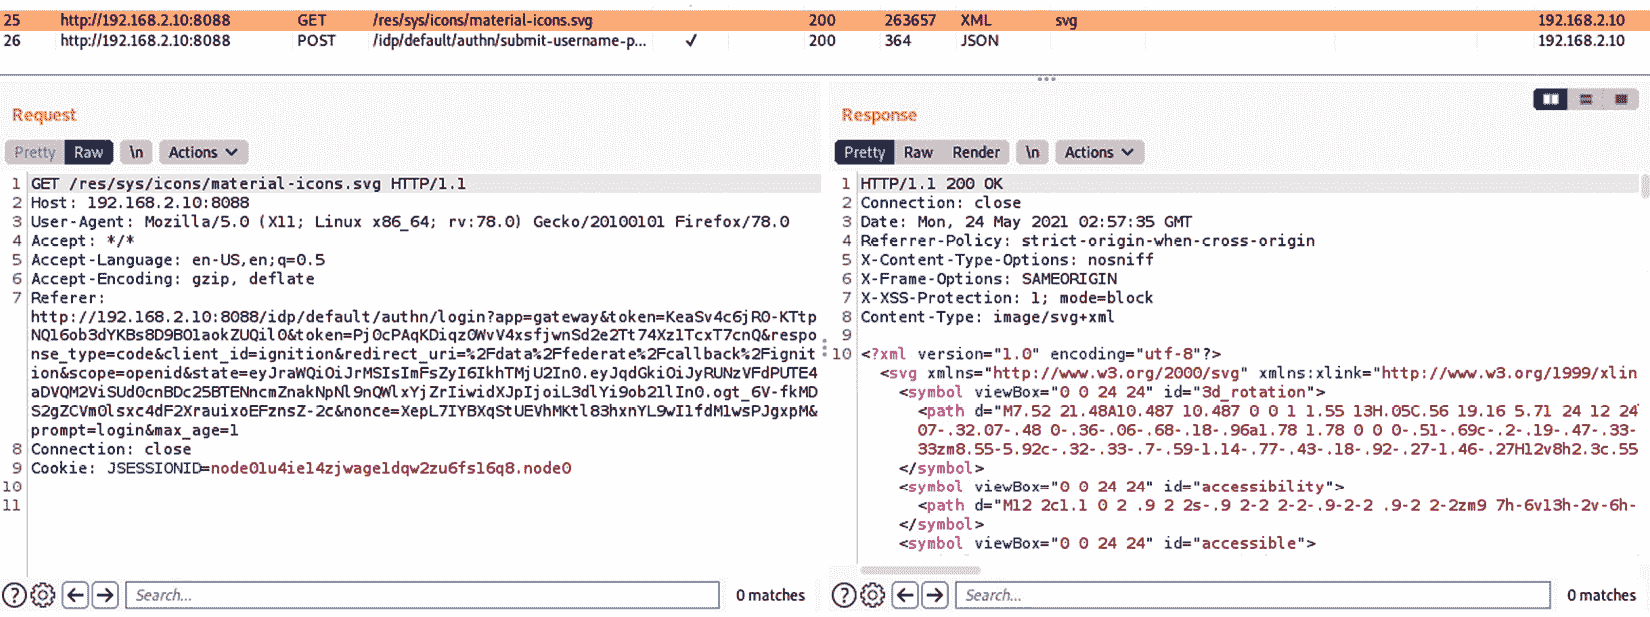 25 http://192.168.2.10:8088 GET /res/sys/icons/material-icons.svg 200 263657 XML svg 192.168.2.10
26 http://192.168.2.10:8088 POST /idp/default/authn/submit-username-p... ✓ 200 364 JSON 192.168.2.10
Request
Pretty Raw \n Actions
1 GET /res/sys/icons/material-icons.svg HTTP/1.1
2 Host: 192.168.2.10:8088
3 User-Agent: Mozilla/5.0 (X11; Linux x86_64; rv:78.0) Gecko/20100101 Firefox/78.0
4 Accept: */*
5 Accept-Language: en-US,en;q=0.5
6 Accept-Encoding: gzip, deflate
7 Referer:
http://192.168.2.10:8088/idp/default/authn/login?app=gateway&token=KeaSv4c6jR0-KTtp
NQ16ob3dYKBs8D9BO1aokZUQil0&token=Pj0cPAqKDiqz0WvV4xsfjwnSd2e2Tt74Xz1TcxT7cnQ&respo
nse_type=code&client_id=ignition&redirect_uri=%2Fdata%2Ffederate%2Fcallback%2Fignit
ion&scope=openid&state=eyJraWQiOiJrMSIsImFsZyI6IkhTMjU2In0.eyJqdGkiOiJyRUNzVFdPUTE4
aDVQM2ViSUd0cnBDc25BTENncmZnakNpNl9nQWlxYjZrIiwidXJpIjoiL3dlYi9ob21lIn0.ogt_6V-fkMD
S2gZCVm0lsxc4dF2XrauixoEFznsZ-2c&nonce=XepL7IYBXqStUEVhMKtl83hxnYL9wI1fdM1wsPJgxpM&
prompt=login&max_age=1
8 Connection: close
9 Cookie: JSESSIONID=node01u4ie14zjwage1dqw2zu6fs16q8.node0
10
11
Search... 0 matches
Response
Pretty Raw Render \n Actions
1 HTTP/1.1 200 OK
2 Connection: close
3 Date: Mon, 24 May 2021 02:57:35 GMT
4 Referrer-Policy: strict-origin-when-cross-origin
5 X-Content-Type-Options: nosniff
6 X-Frame-Options: SAMEORIGIN
7 X-XSS-Protection: 1; mode=block
8 Content-Type: image/svg+xml
9
10 <?xml version="1.0" encoding="utf-8"?>
<svg xmlns="http://www.w3.org/2000/svg" xmlns:xlink="http://www.w3.org/1999/xlin
<symbol viewBox="0 0 24 24" id="3d_rotation">
<path d="M7.52 21.48A10.487 10.487 0 0 1 1.55 13H.05C.56 19.16 5.71 24 12 24
07-.32.07-.48 0-.36-.06-.68-.18-.96a1.78 1.78 0 0 0-.51-.69c-.2-.19-.47-.33-
33zm8.55-5.92c-.32-.33-.7-.59-1.14-.77-.43-.18-.92-.27-1.46-.27H12v8h2.3c.55
</symbol>
<symbol viewBox="0 0 24 24" id="accessibility">
<path d="M12 2c1.1 0 2 .9 2 2s-.9 2-2 2-2-.9-2-2 .9-2 2-2zm9 7h-6v13h-2v-6h-
</symbol>
<symbol viewBox="0 0 24 24" id="accessible">
Search... 0 matches